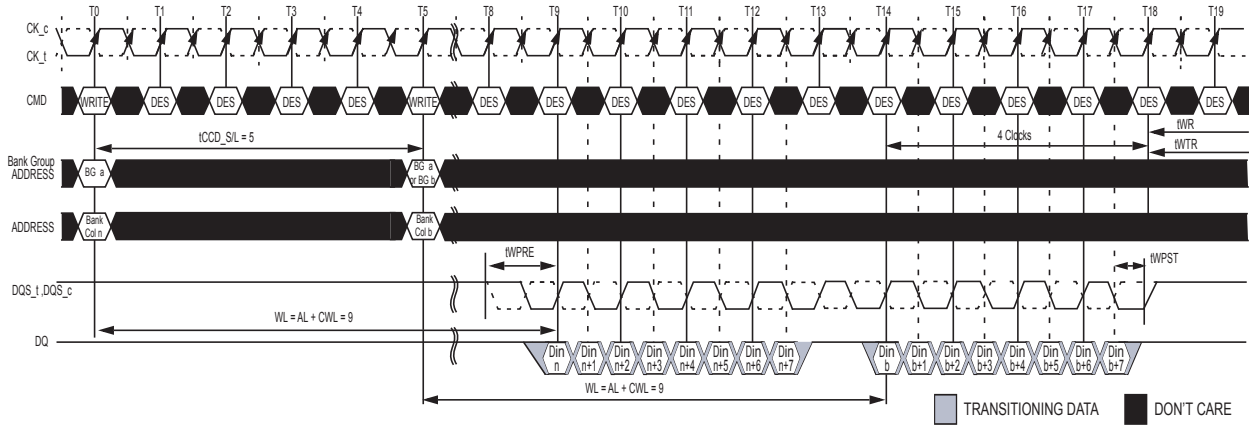 T0 T1 T2 T3 T4 T5 T8 T9 T10 T11 T12 T13 T14 T15 T16 T17 T18 T19
CK_c
CK_t
CMD WRITE DES DES DES DES WRITE DES DES DES DES DES DES DES DES DES DES DES DES
tCCD_S/L = 5
4 Clocks
tWR
tWTR
Bank Group
ADDRESS
BG a
BG a
or BG b
ADDRESS
Bank
Col n
Bank
Col b
tWPRE
tWPST
DQS_t ,DQS_c
WL = AL + CWL = 9
DQ
Din Din Din Din Din Din Din Din Din Din Din Din Din Din Din Din
n n+1 n+2 n+3 n+4 n+5 n+6 n+7 b b+1 b+2 b+3 b+4 b+5 b+6 b+7
WL = AL + CWL = 9
TRANSITIONING DATA DON'T CARE